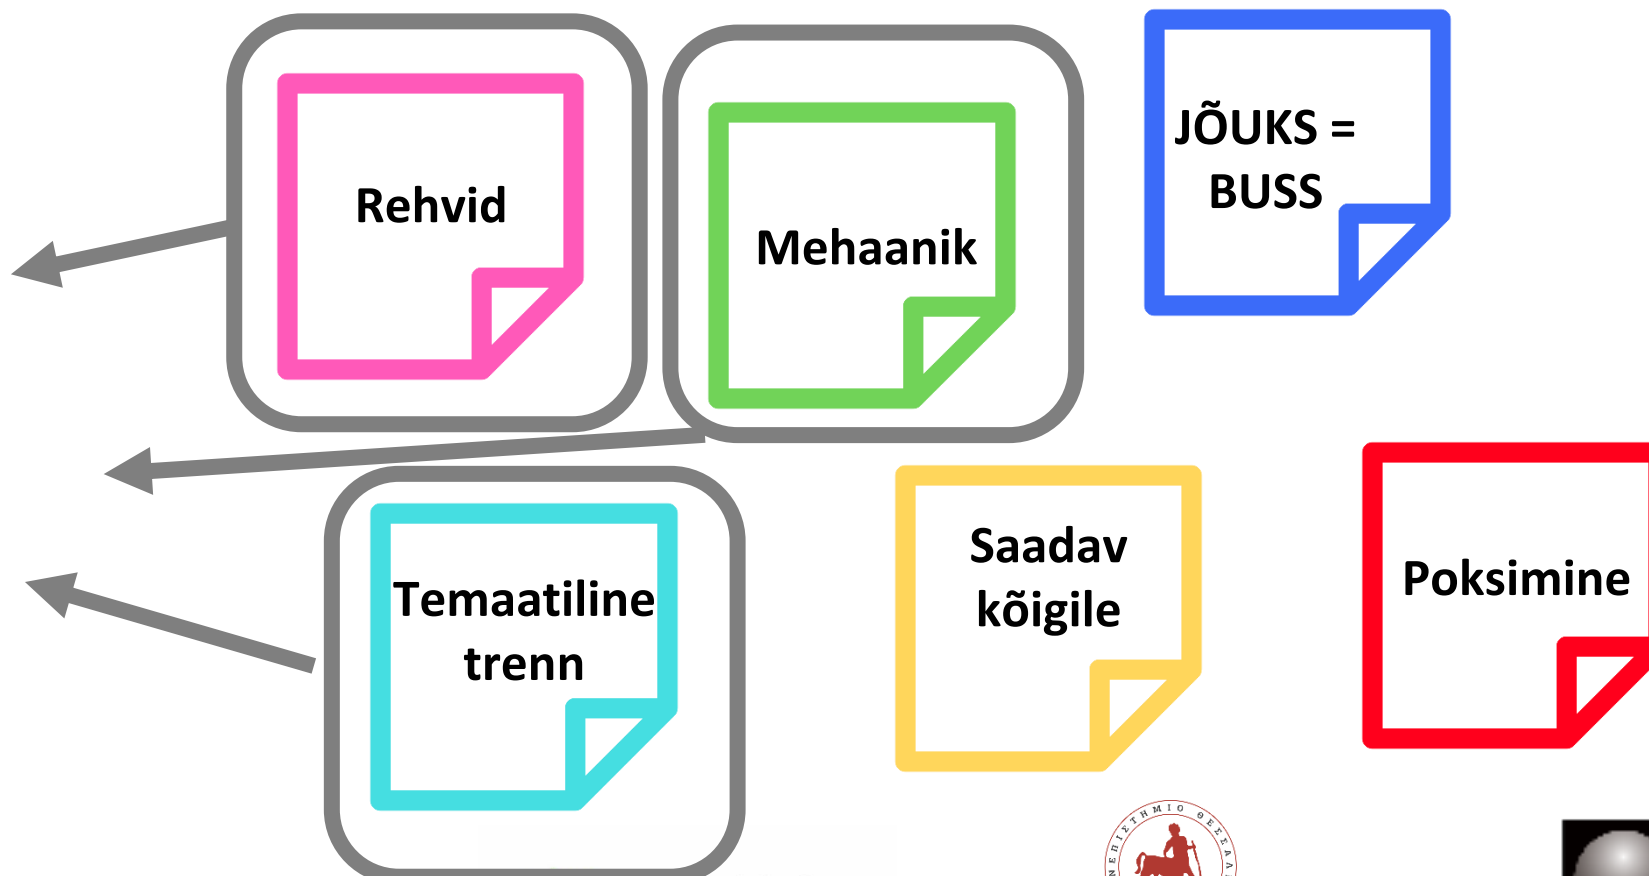 Rehvid
Mehaanik
JÕUKS =
BUSS
Temaatiline
trenn
Saadav
kõigile
Poksimine